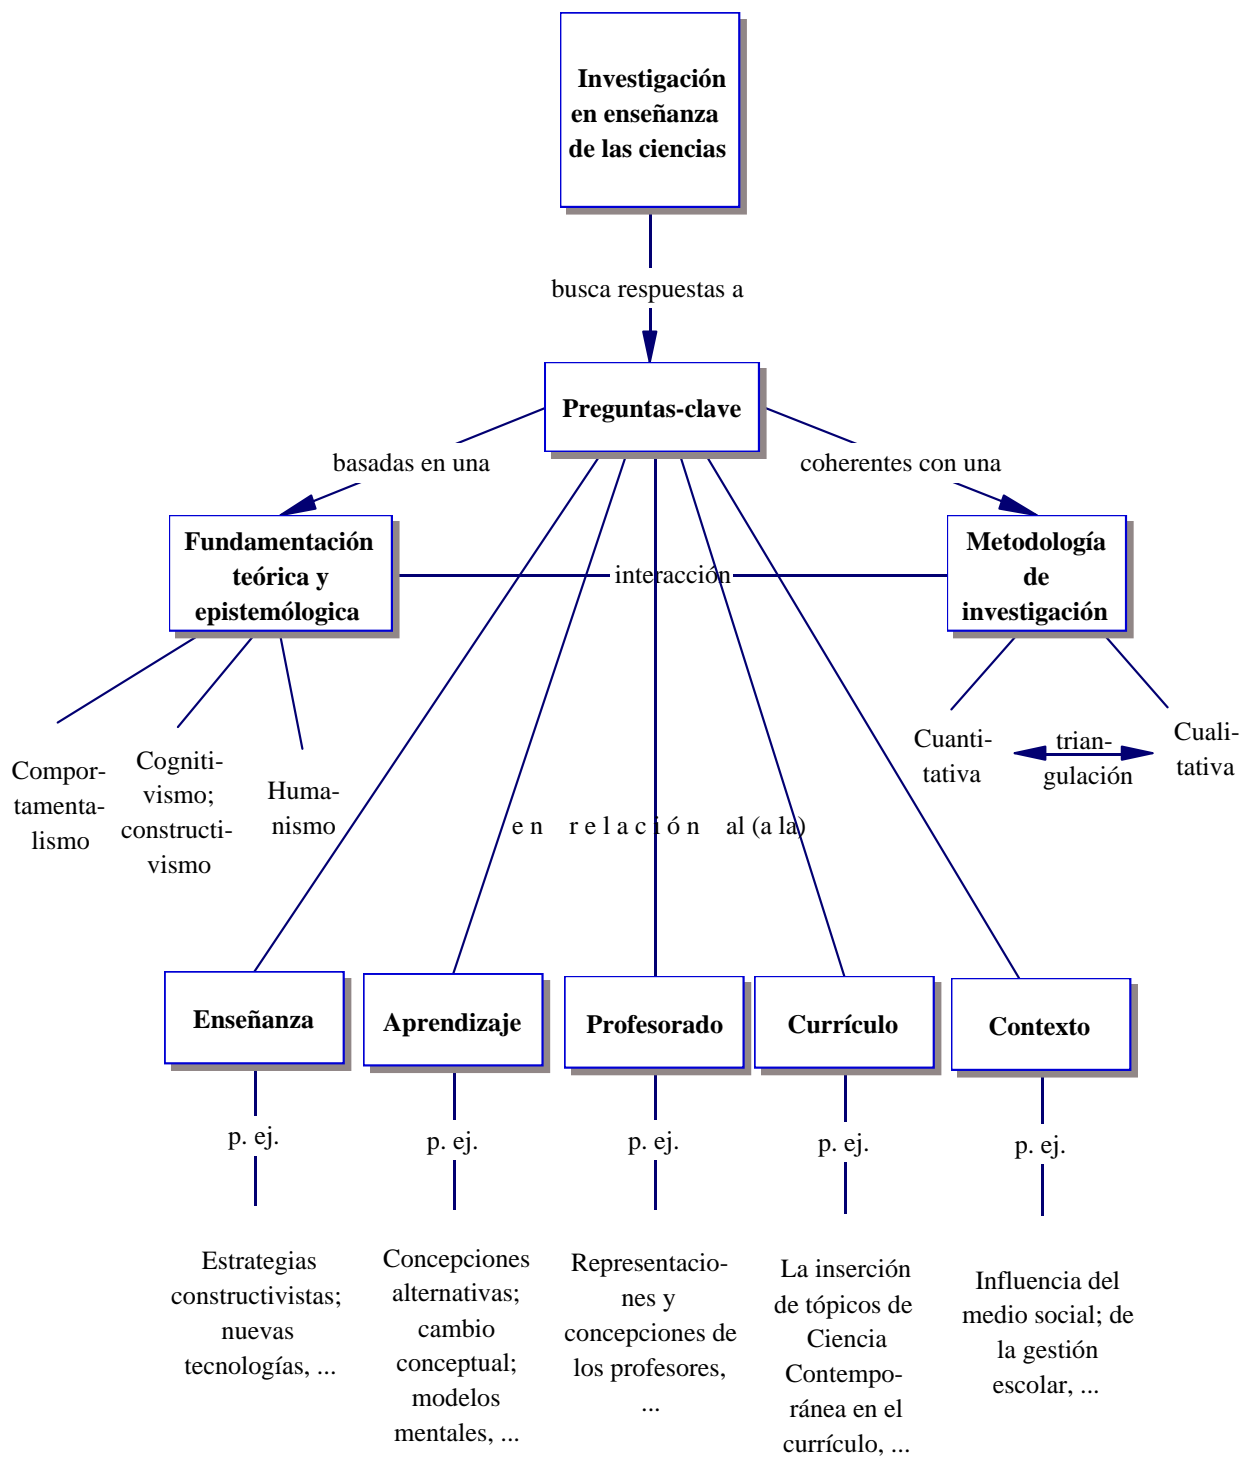 Investigación
en enseñanza
de las ciencias
busca respuestas a
Preguntas-clave
basadas en una
coherentes con una
Fundamentación
teórica y
epistemólogica
interacción
Metodología
de
investigación
Compor-
tamenta-
lismo
Cogniti-
vismo;
constructi-
vismo
Huma-
nismo
Cuanti-
tativa
trian-
gulación
Cuali-
tativa
en relación al (a la)
Enseñanza
Aprendizaje
Profesorado
Currículo
Contexto
p. ej.
p. ej.
p. ej.
p. ej.
p. ej.
Estrategias
constructivistas;
nuevas
tecnologías, ...
Concepciones
alternativas;
cambio
conceptual;
modelos
mentales, ...
Representacio-
nes y
concepciones de
los profesores,
...
La inserción
de tópicos de
Ciencia
Contempo-
ránea en el
currículo, ...
Influencia del
medio social; de
la gestión
escolar, ...